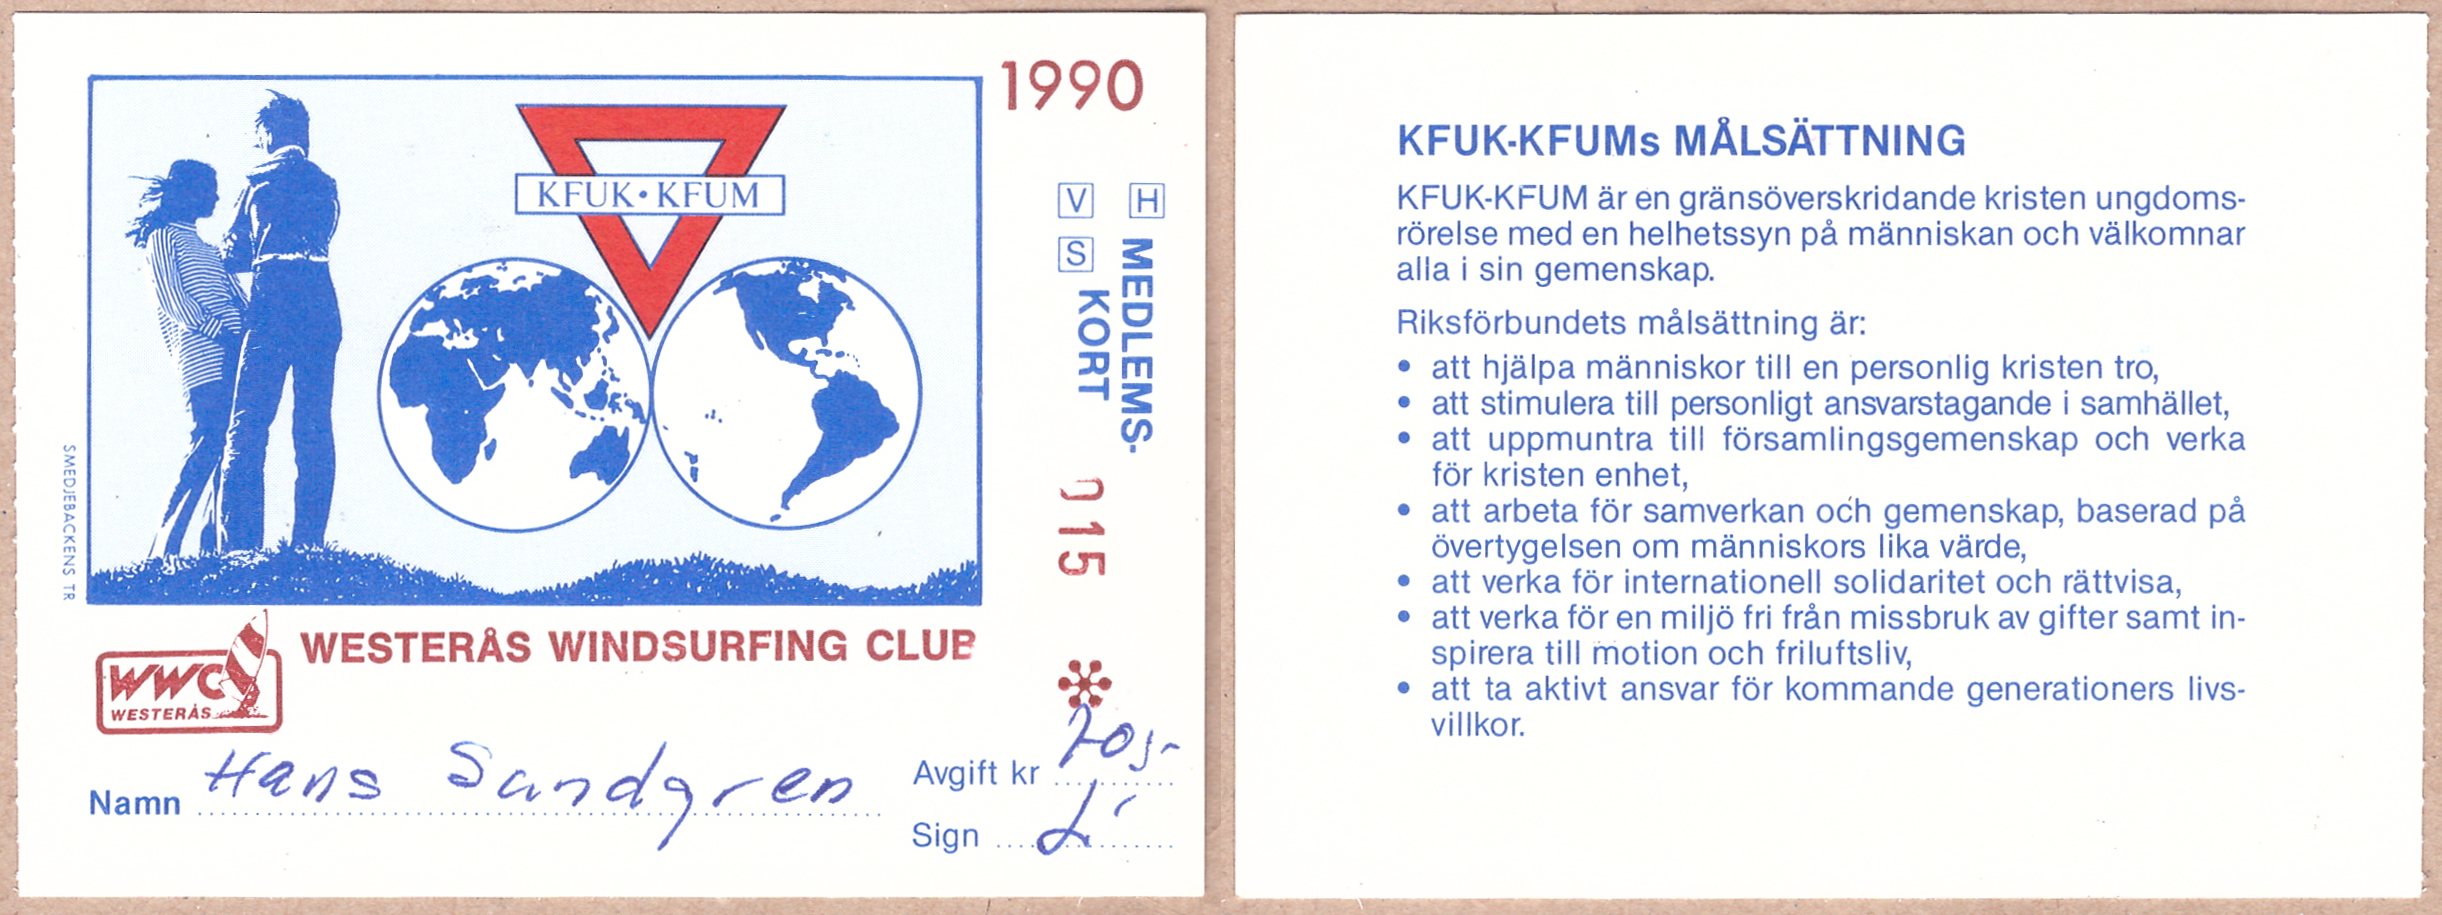 1990
KFUK·KFUM
V H
S
MEDLEMS-
KORT
015
SMEDJEBACKENS TR
WWC
WESTERÅS
WESTERÅS WINDSURFING CLUB
Namn Hans Sandgren
Avgift kr 70,-
Sign
KFUK-KFUMs MÅLSÄTTNING
KFUK-KFUM är en gränsöverskridande kristen ungdoms-
rörelse med en helhetssyn på människan och välkomnar
alla i sin gemenskap.
Riksförbundets målsättning är:
• att hjälpa människor till en personlig kristen tro,
• att stimulera till personligt ansvarstagande i samhället,
• att uppmuntra till församlingsgemenskap och verka
för kristen enhet,
• att arbeta för samverkan och gemenskap, baserad på
övertygelsen om människors lika värde,
• att verka för internationell solidaritet och rättvisa,
• att verka för en miljö fri från missbruk av gifter samt in-
spirera till motion och friluftsliv,
• att ta aktivt ansvar för kommande generationers livs-
villkor.